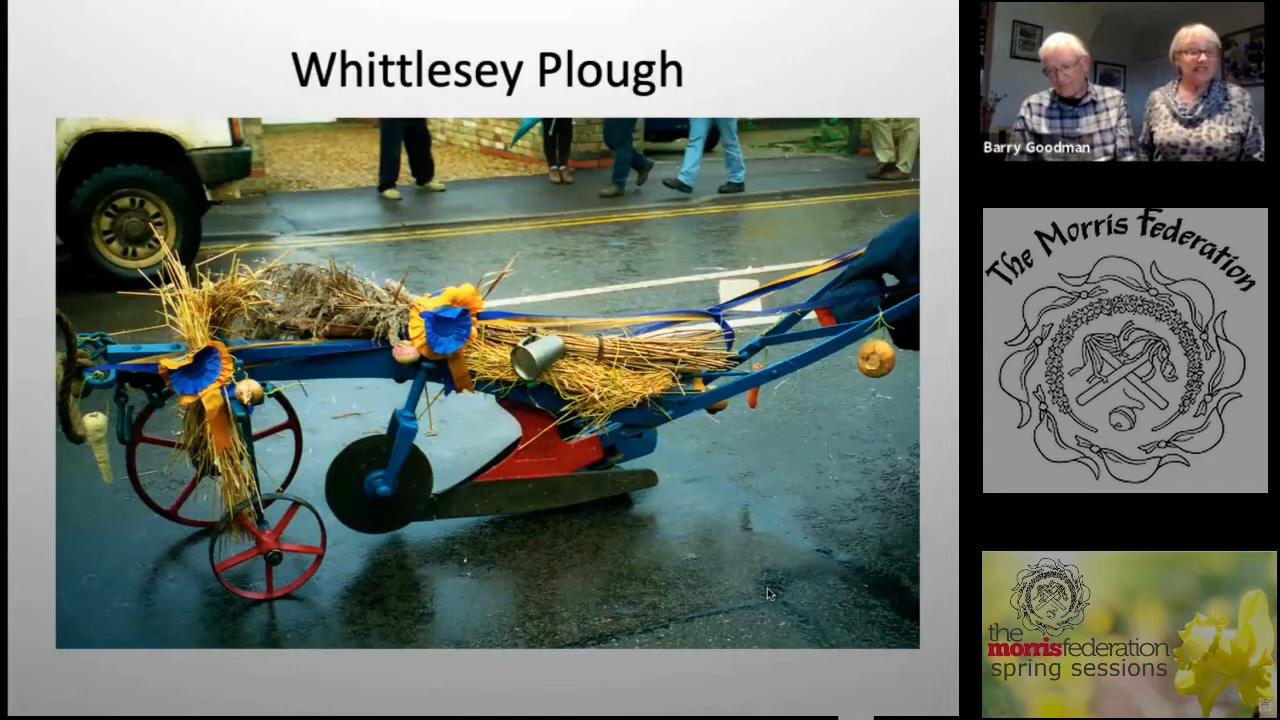 Whittlesey Plough
Barry Goodman
The Morris Federation
the
morrisfederation
spring sessions